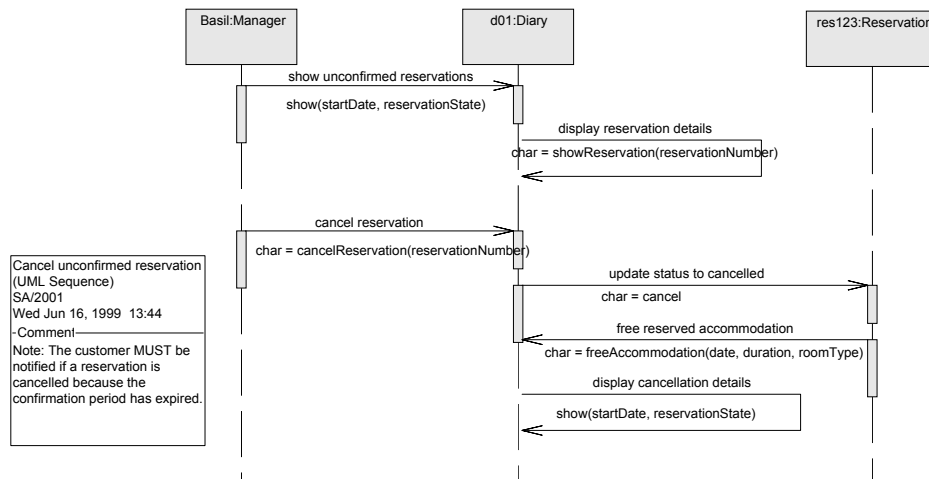 Basil:Manager
d01:Diary
res123:Reservation
show unconfirmed reservations
show(startDate, reservationState)
display reservation details
char = showReservation(reservationNumber)
cancel reservation
char = cancelReservation(reservationNumber)
Cancel unconfirmed reservation
(UML Sequence)
SA/2001
Wed Jun 16, 1999 13:44
Comment
Note: The customer MUST be
notified if a reservation is
cancelled because the
confirmation period has expired.
update status to cancelled
char = cancel
free reserved accommodation
char = freeAccommodation(date, duration, roomType)
display cancellation details
show(startDate, reservationState)